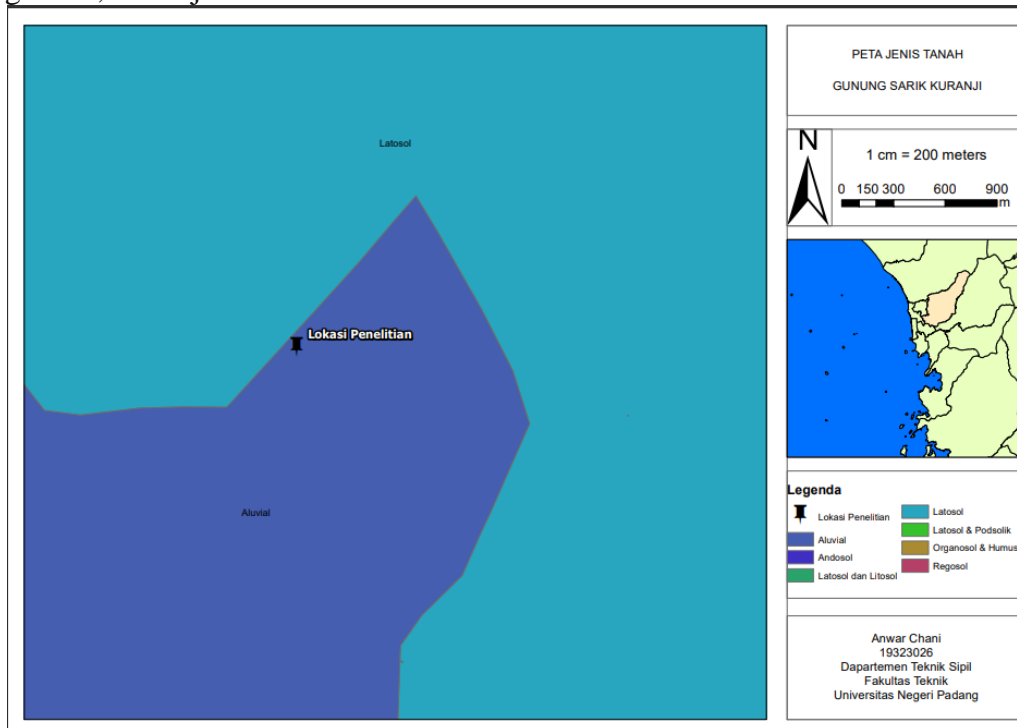 Latosol
Lokasi Penelitian
Aluvial
PETA JENIS TANAH
GUNUNG SARIK KURANJI
N
1 cm = 200 meters
0 150 300 600 900
m
Legenda
Lokasi Penelitian
Aluvial
Andosol
Latosol dan Litosol
Latosol
Latosol & Podsolik
Organosol & Humus
Regosol
Anwar Chani
19323026
Dapartemen Teknik Sipil
Fakultas Teknik
Universitas Negeri Padang